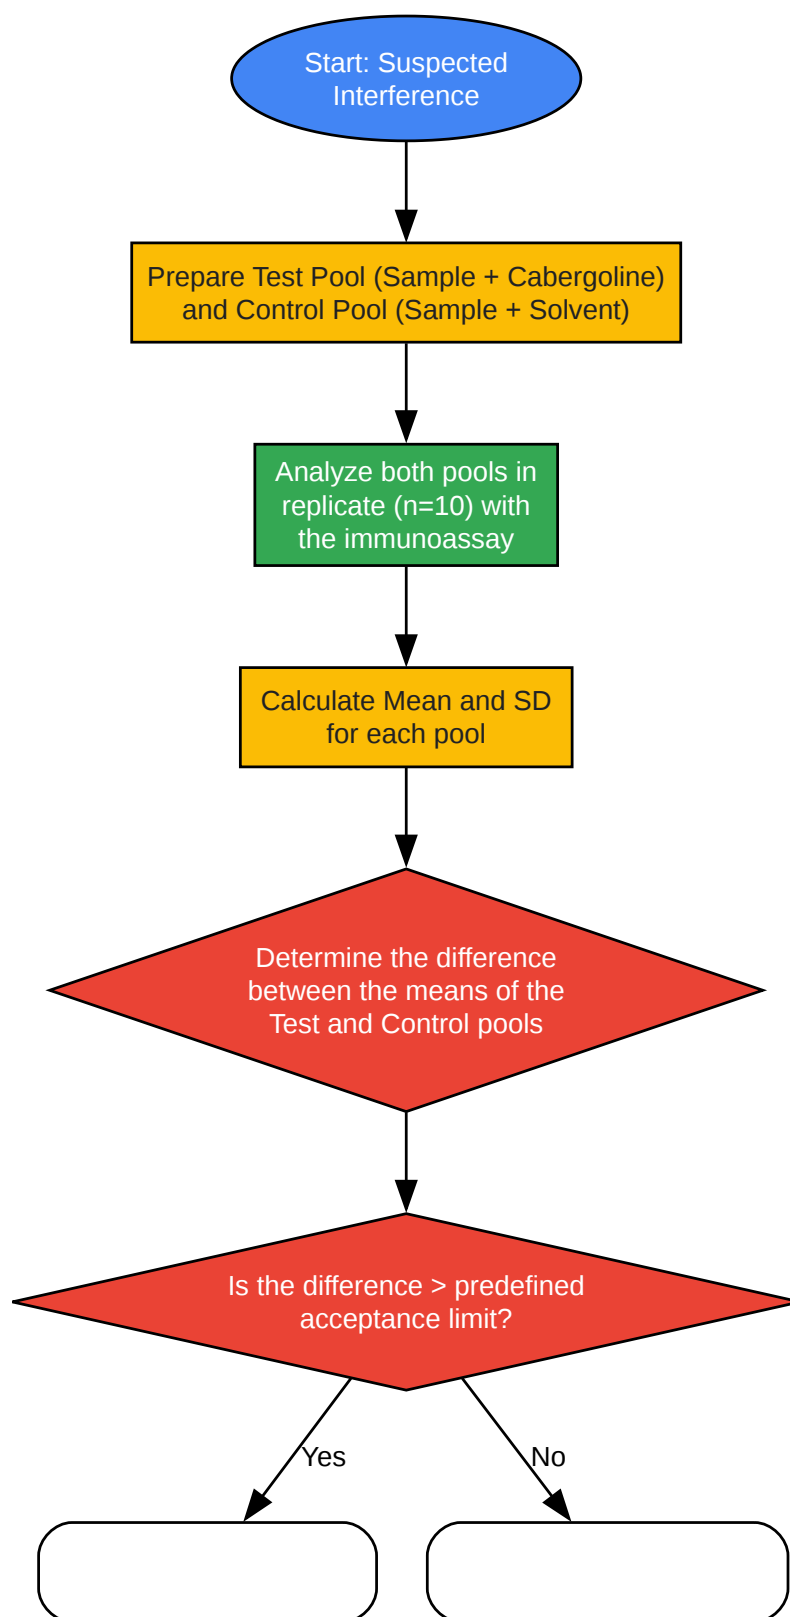 Start: Suspected
Interference
Prepare Test Pool (Sample + Cabergoline)
and Control Pool (Sample + Solvent)
Analyze both pools in
replicate (n=10) with
the immunoassay
Calculate Mean and SD
for each pool
Determine the difference
between the means of the
Test and Control pools
Is the difference > predefined
acceptance limit?
Yes
No